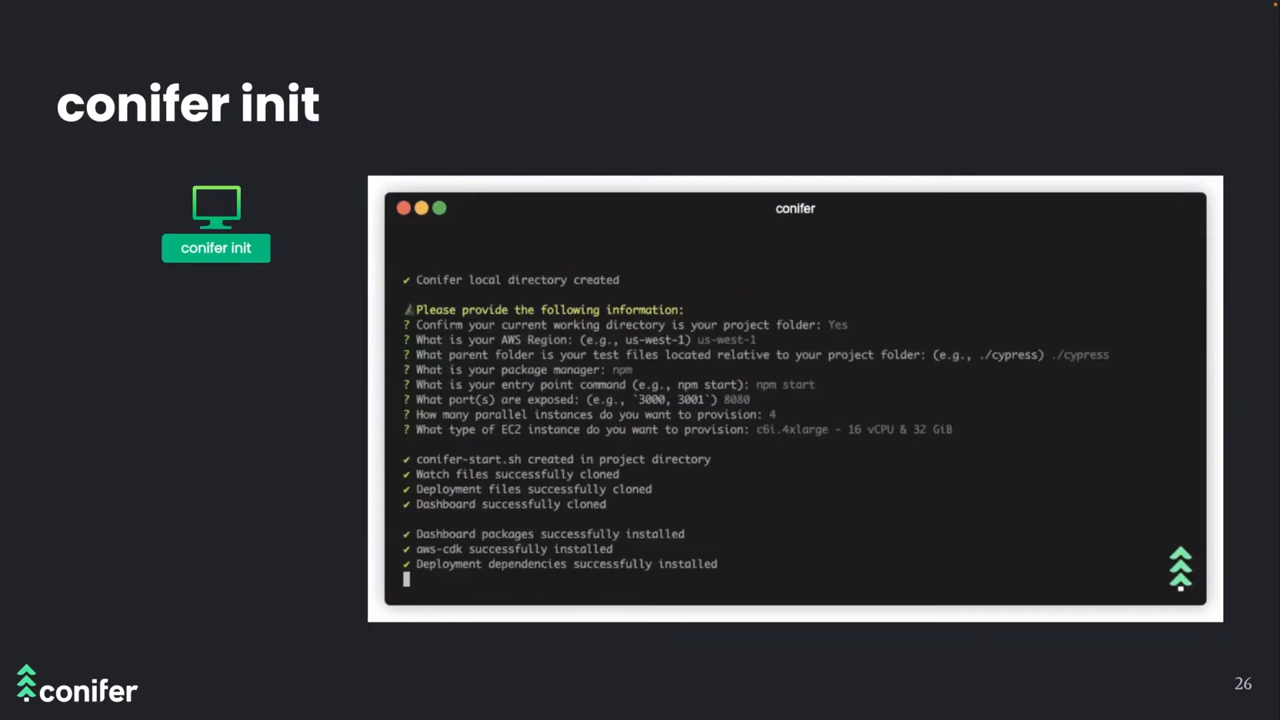 conifer init
conifer init
conifer
✔ Conifer local directory created
Please provide the following information:
? Confirm your current working directory is your project folder: Yes
? What is your AWS Region: (e.g., us-west-1) us-west-1
? What parent folder is your test files located relative to your project folder: (e.g., ./cypress) ./cypress
? What is your package manager: npm
? What is your entry point command (e.g., npm start): npm start
? What port(s) are exposed: (e.g., `3000, 3001`) 8080
? How many parallel instances do you want to provision: 4
? What type of EC2 instance do you want to provision: c6i.4xlarge - 16 vCPU & 32 GiB
✔ conifer-start.sh created in project directory
✔ Watch files successfully cloned
✔ Deployment files successfully cloned
✔ Dashboard successfully cloned
✔ Dashboard packages successfully installed
✔ aws-cdk successfully installed
✔ Deployment dependencies successfully installed
conifer
26